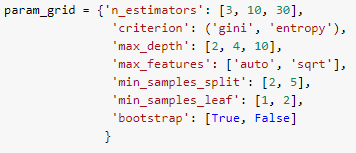 param_grid = {'n_estimators': [3, 10, 30],
'criterion': ('gini', 'entropy'),
'max_depth': [2, 4, 10],
'max_features': ['auto', 'sqrt'],
'min_samples_split': [2, 5],
'min_samples_leaf': [1, 2],
'bootstrap': [True, False]
}